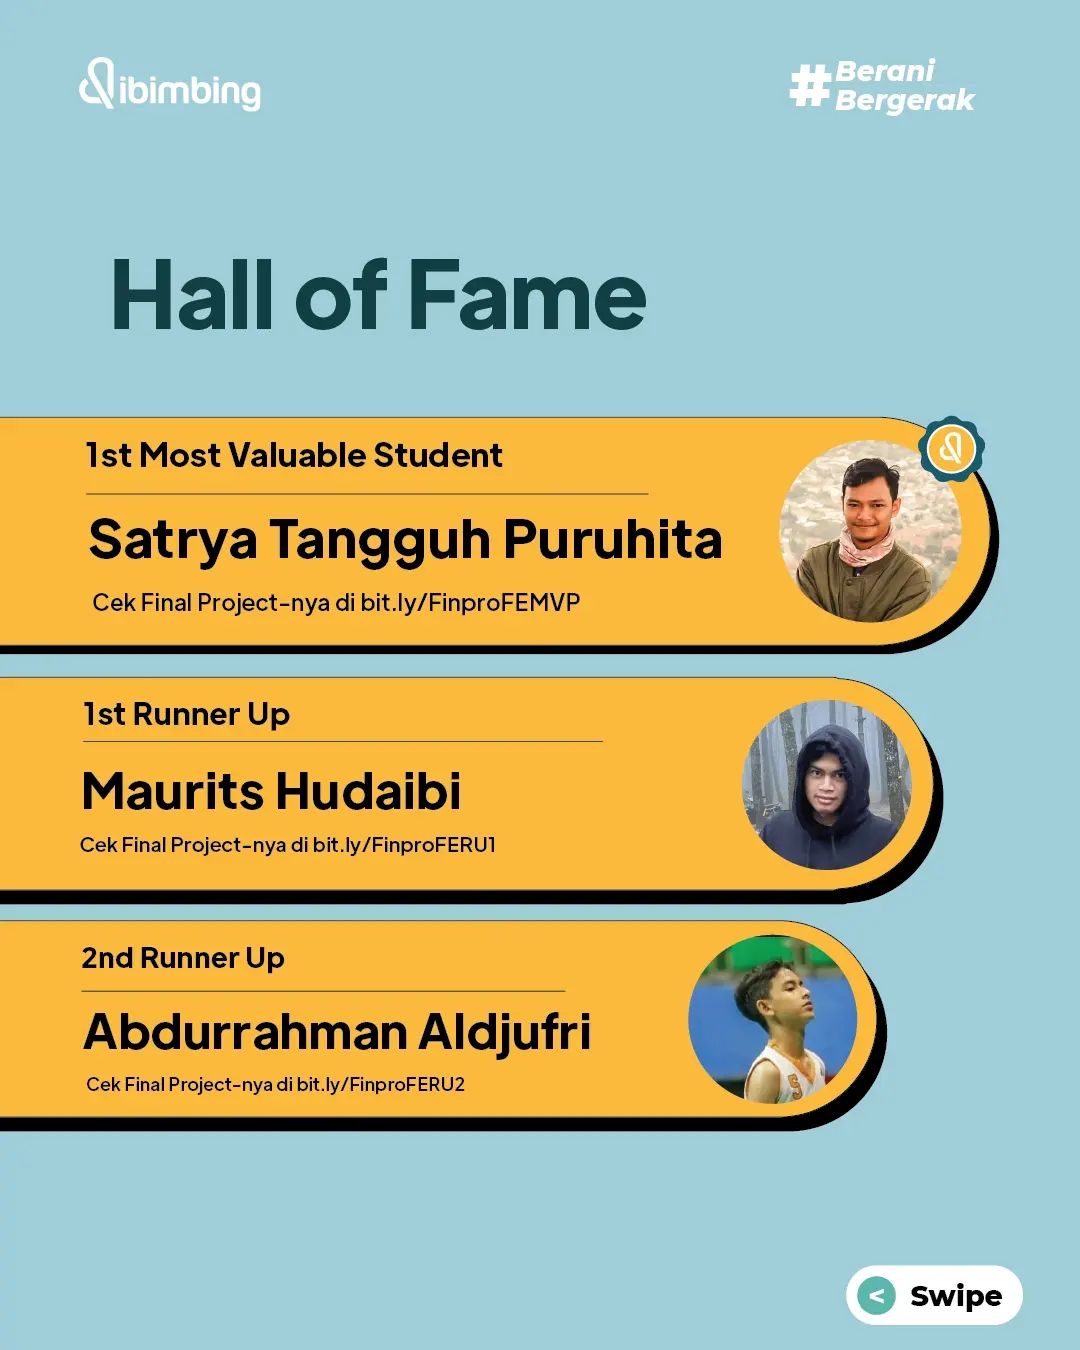 dibimbing
#Berani
Bergerak
Hall of Fame
1st Most Valuable Student
Satrya Tangguh Puruhita
Cek Final Project-nya di bit.ly/FinproFEMVP
1st Runner Up
Maurits Hudaibi
Cek Final Project-nya di bit.ly/FinproFERU1
2nd Runner Up
Abdurrahman Aldjufri
Cek Final Project-nya di bit.ly/FinproFERU2
< Swipe